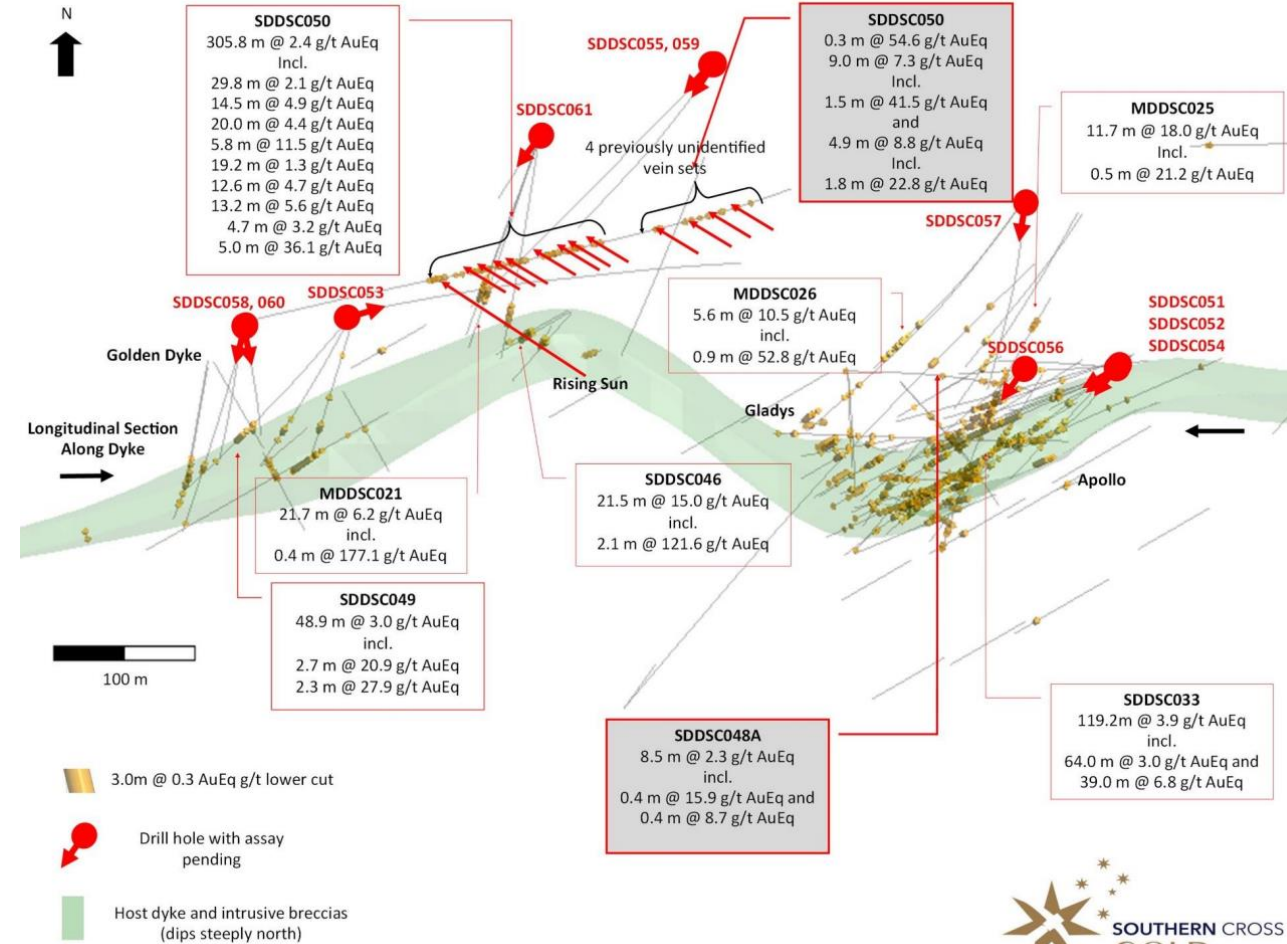 N
SDDSC050
305.8 m @ 2.4 g/t AuEq
Incl.
29.8 m @ 2.1 g/t AuEq
14.5 m @ 4.9 g/t AuEq
20.0 m @ 4.4 g/t AuEq
5.8 m @ 11.5 g/t AuEq
19.2 m @ 1.3 g/t AuEq
12.6 m @ 4.7 g/t AuEq
13.2 m @ 5.6 g/t AuEq
4.7 m @ 3.2 g/t AuEq
5.0 m @ 36.1 g/t AuEq
SDDSC055, 059
SDDSC050
0.3 m @ 54.6 g/t AuEq
9.0 m @ 7.3 g/t AuEq
Incl.
1.5 m @ 41.5 g/t AuEq
and
4.9 m @ 8.8 g/t AuEq
Incl.
1.8 m @ 22.8 g/t AuEq
SDDSC061
4 previously unidentified
vein sets
MDDSC025
11.7 m @ 18.0 g/t AuEq
Incl.
0.5 m @ 21.2 g/t AuEq
SDDSC057
SDDSC058, 060
SDDSC053
MDDSC026
5.6 m @ 10.5 g/t AuEq
incl.
0.9 m @ 52.8 g/t AuEq
SDDSC051
SDDSC052
SDDSC054
SDDSC056
Golden Dyke
Rising Sun
Gladys
Longitudinal Section
Along Dyke
Apollo
MDDSC021
21.7 m @ 6.2 g/t AuEq
incl.
0.4 m @ 177.1 g/t AuEq
SDDSC046
21.5 m @ 15.0 g/t AuEq
incl.
2.1 m @ 121.6 g/t AuEq
SDDSC049
48.9 m @ 3.0 g/t AuEq
incl.
2.7 m @ 20.9 g/t AuEq
2.3 m @ 27.9 g/t AuEq
100 m
SDDSC048A
8.5 m @ 2.3 g/t AuEq
incl.
0.4 m @ 15.9 g/t AuEq and
0.4 m @ 8.7 g/t AuEq
SDDSC033
119.2m @ 3.9 g/t AuEq
incl.
64.0 m @ 3.0 g/t AuEq and
39.0 m @ 6.8 g/t AuEq
3.0m @ 0.3 AuEq g/t lower cut
Drill hole with assay
pending
Host dyke and intrusive breccias
(dips steeply north)
SOUTHERN CROSS
GOLD